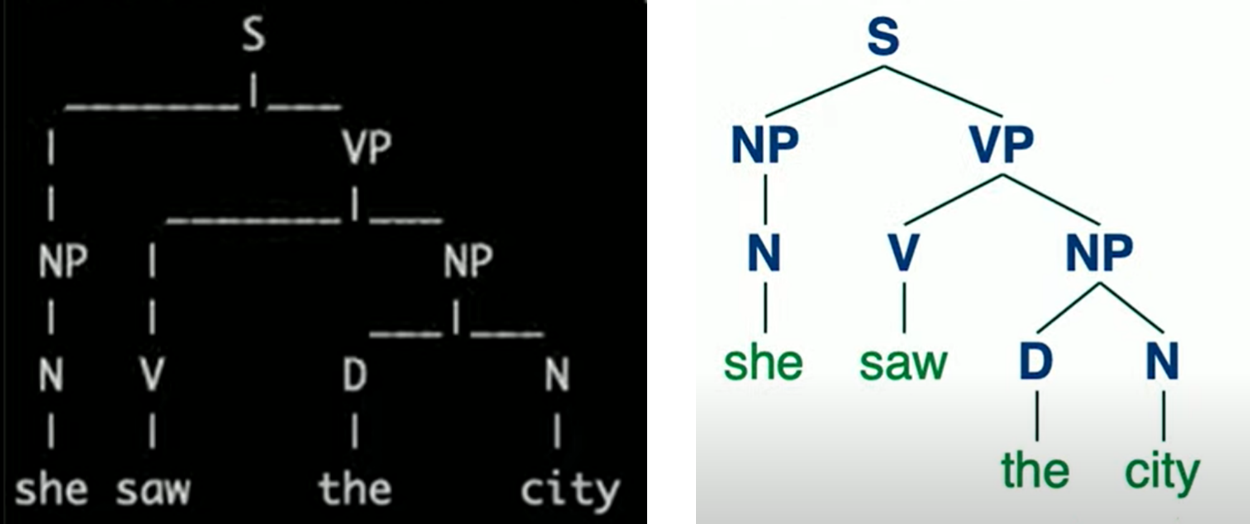 S
VP
NP NP
N V D N
she saw the city
S
NP VP
N V NP
she saw D N
the city